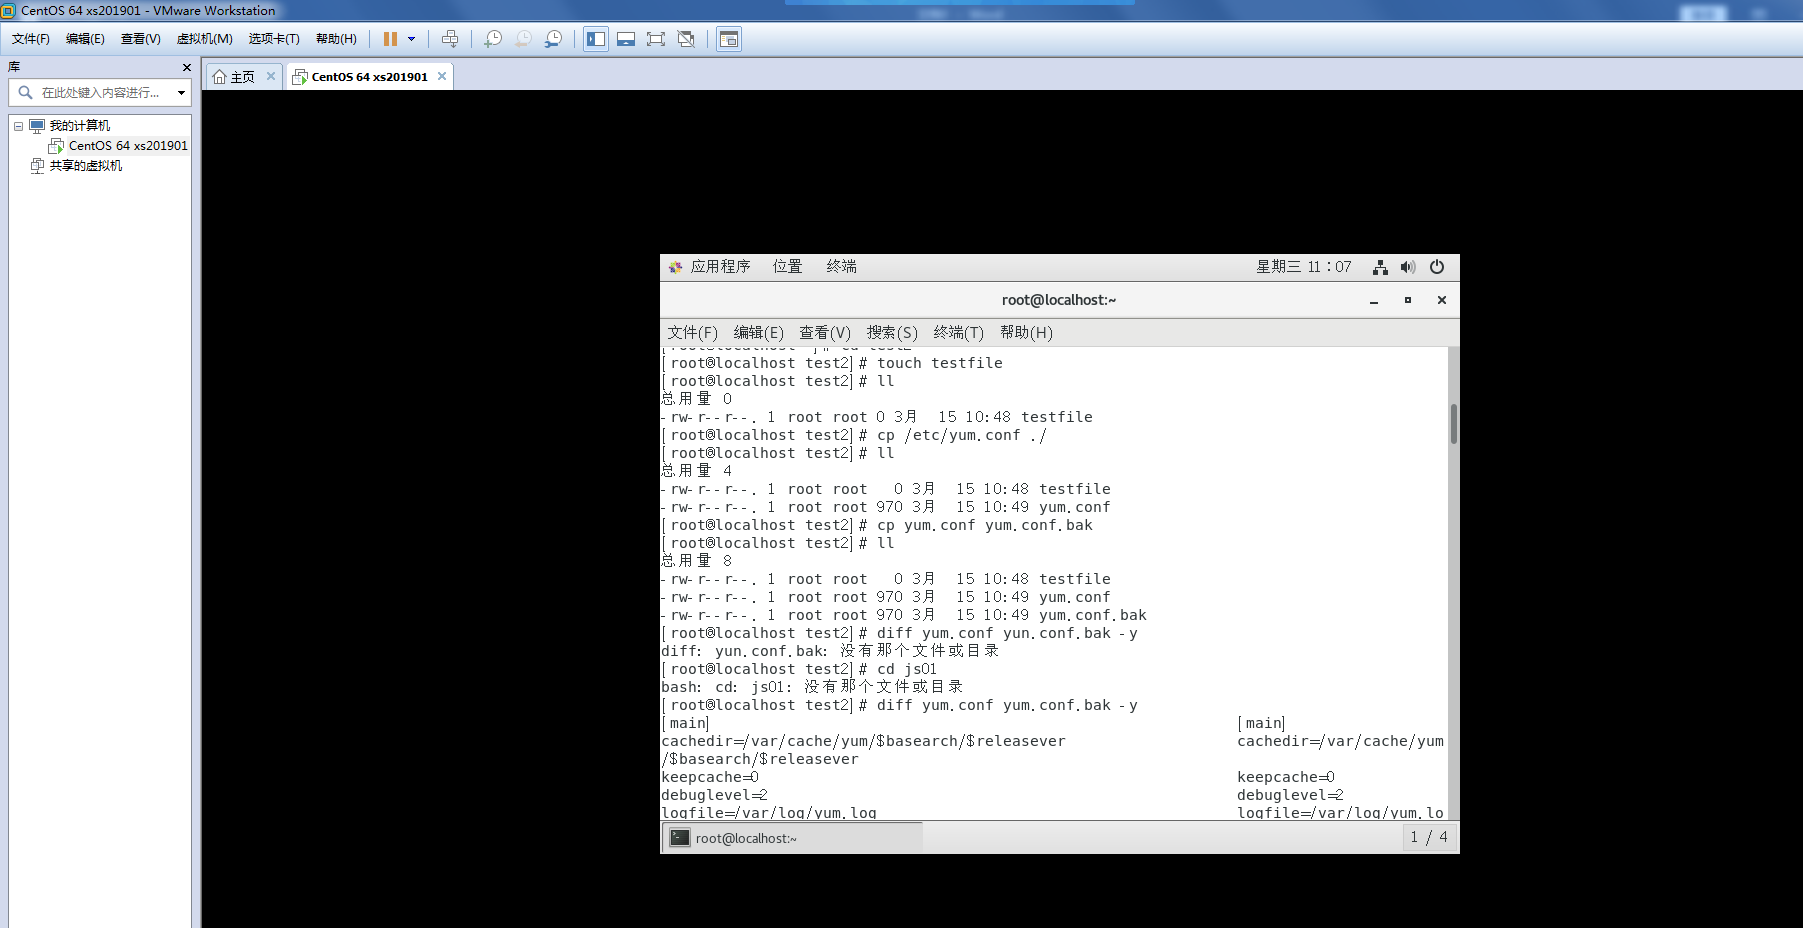 CentOS 64 xs201901 - VMware Workstation
文件(F) 编辑(E) 查看(V) 虚拟机(M) 选项卡(T) 帮助(H)
库
在此处键入内容进行...
我的计算机
CentOS 64 xs201901
共享的虚拟机
主页
CentOS 64 xs201901
应用程序 位置 终端 星期三 11：07
root@localhost:~
文件(F) 编辑(E) 查看(V) 搜索(S) 终端(T) 帮助(H)
[root@localhost test2]# touch testfile
[root@localhost test2]# ll
总用量 0
-rw-r--r--. 1 root root 0 3月  15 10:48 testfile
[root@localhost test2]# cp /etc/yum.conf ./
[root@localhost test2]# ll
总用量 4
-rw-r--r--. 1 root root   0 3月  15 10:48 testfile
-rw-r--r--. 1 root root 970 3月  15 10:49 yum.conf
[root@localhost test2]# cp yum.conf yum.conf.bak
[root@localhost test2]# ll
总用量 8
-rw-r--r--. 1 root root   0 3月  15 10:48 testfile
-rw-r--r--. 1 root root 970 3月  15 10:49 yum.conf
-rw-r--r--. 1 root root 970 3月  15 10:49 yum.conf.bak
[root@localhost test2]# diff yum.conf yun.conf.bak -y
diff: yun.conf.bak: 没有那个文件或目录
[root@localhost test2]# cd js01
bash: cd: js01: 没有那个文件或目录
[root@localhost test2]# diff yum.conf yum.conf.bak -y
[main] [main]
cachedir=/var/cache/yum/$basearch/$releasever cachedir=/var/cache/yum
/$basearch/$releasever
keepcache=0 keepcache=0
debuglevel=2 debuglevel=2
logfile=/var/log/yum.log logfile=/var/log/yum.lo
root@localhost:~ 1 / 4